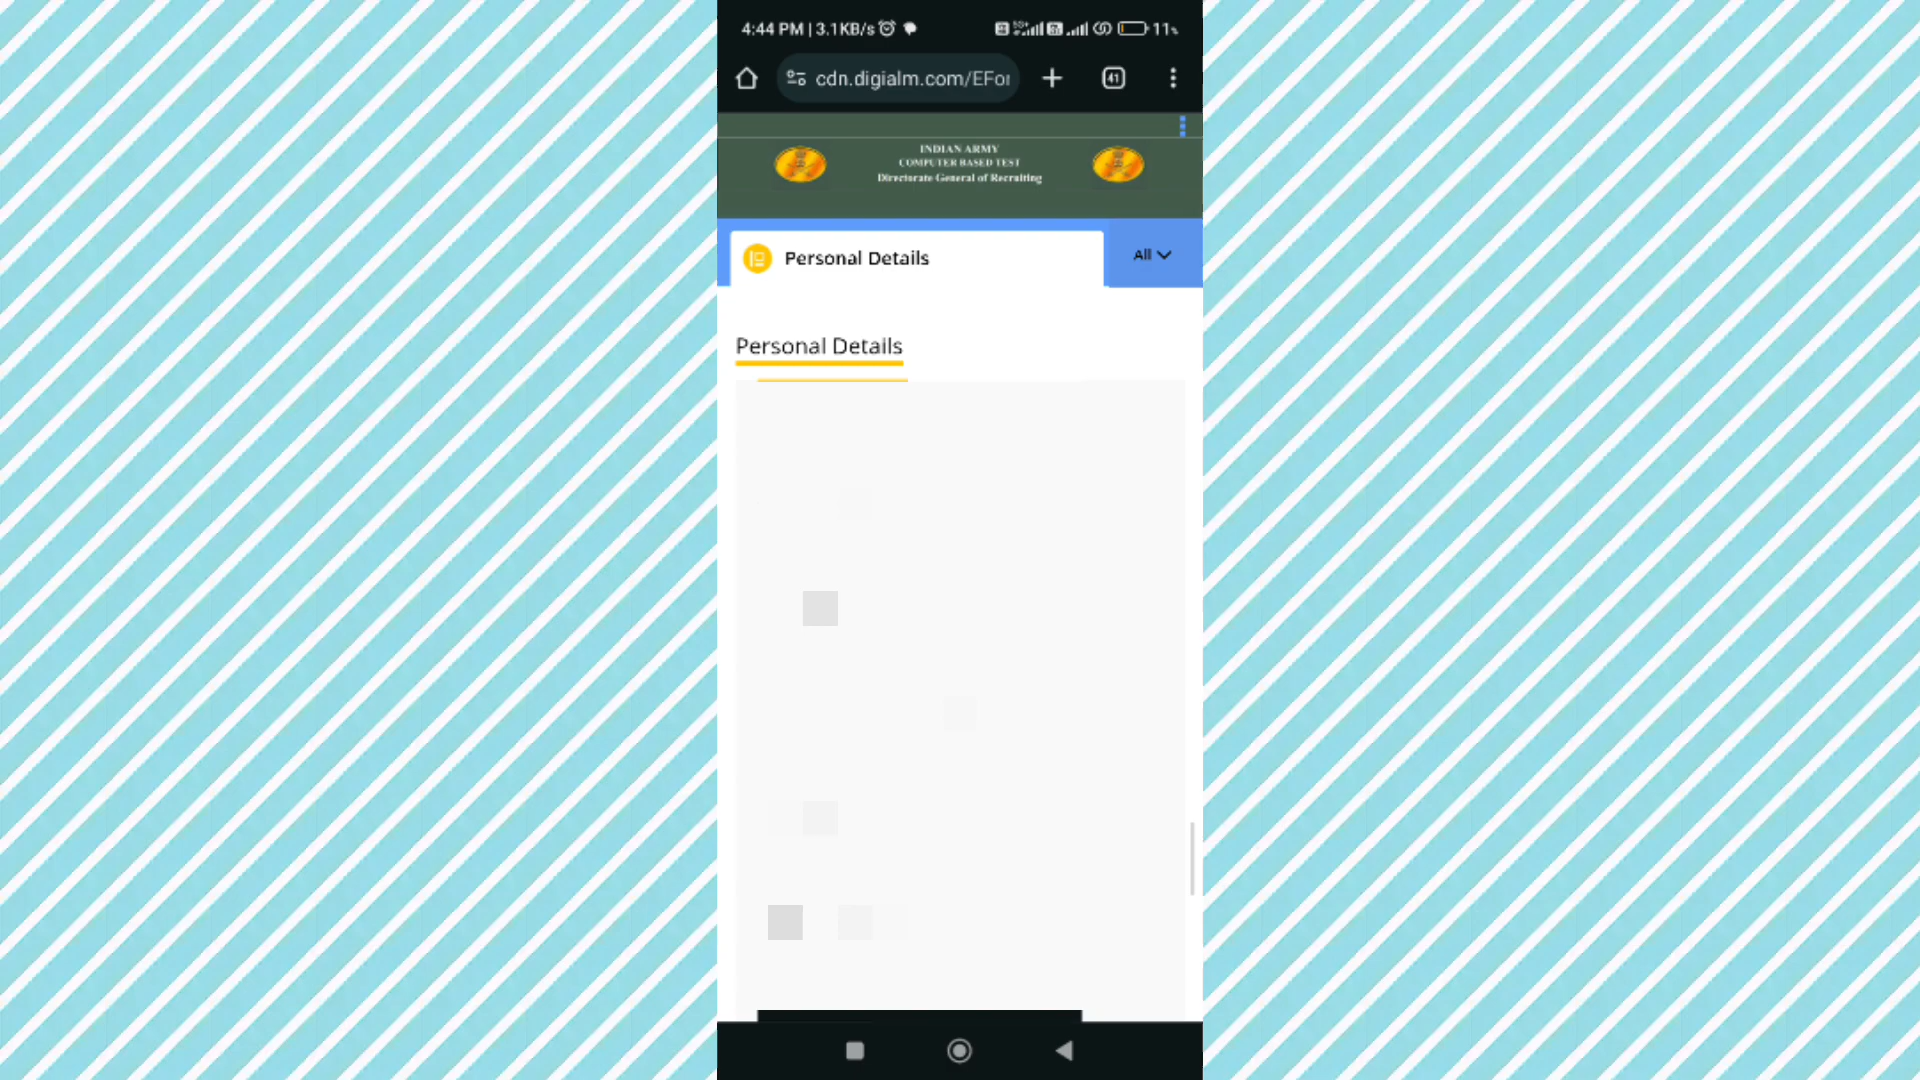 4:44 PM | 3.1KB/s
11%
cdn.digialm.com/EFor
41
INDIAN ARMY
COMPUTER BASED TEST
Directorate General of Recruiting
Personal Details
All
Personal Details